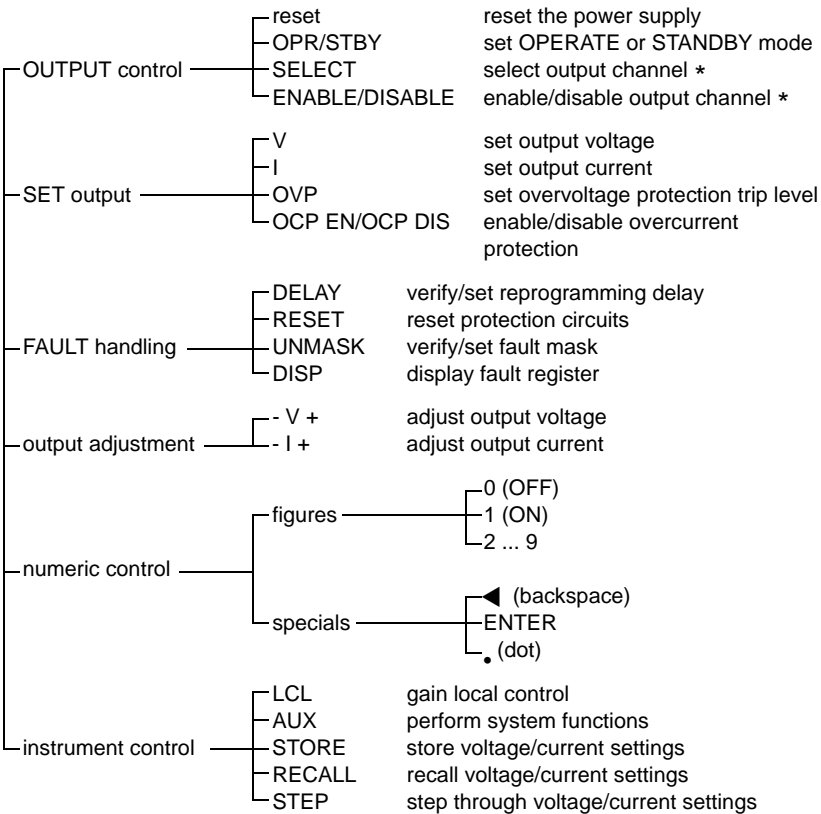 reset reset the power supply
OPR/STBY set OPERATE or STANDBY mode
OUTPUT control SELECT select output channel *
ENABLE/DISABLE enable/disable output channel *
V set output voltage
I set output current
SET output OVP set overvoltage protection trip level
OCP EN/OCP DIS enable/disable overcurrent
protection
DELAY verify/set reprogramming delay
RESET reset protection circuits
FAULT handling UNMASK verify/set fault mask
DISP display fault register
- V + adjust output voltage
output adjustment - I + adjust output current
0 (OFF)
figures 1 (ON)
2 ... 9
numeric control
◀ (backspace)
specials ENTER
. (dot)
LCL gain local control
AUX perform system functions
instrument control STORE store voltage/current settings
RECALL recall voltage/current settings
STEP step through voltage/current settings